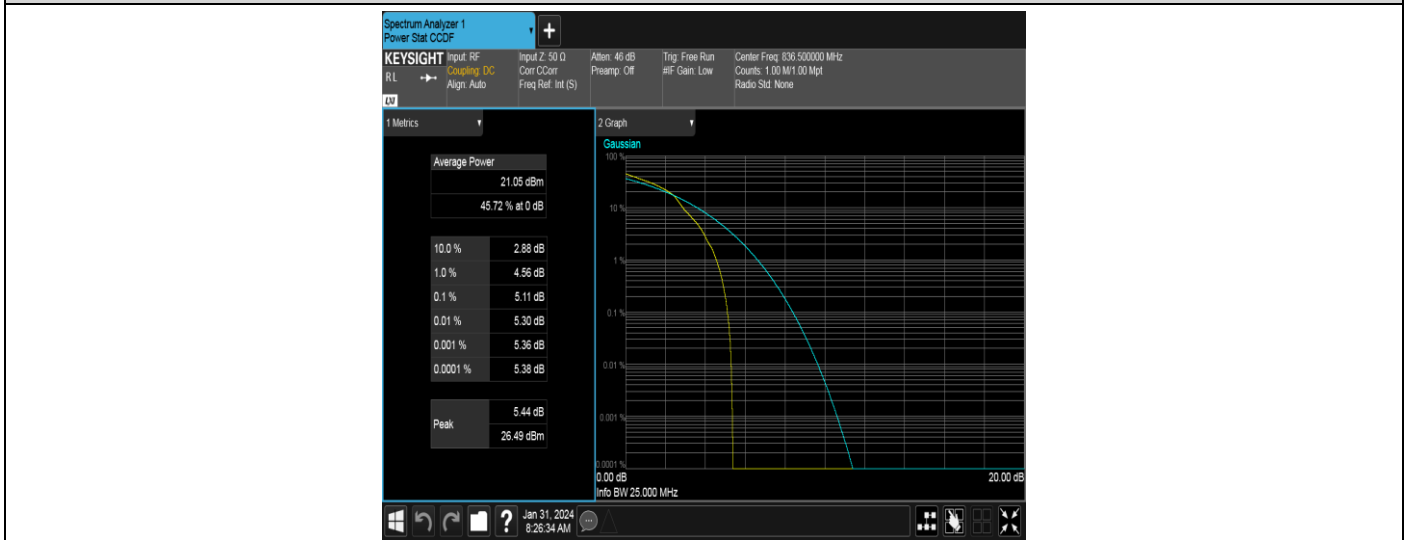 Spectrum Analyzer 1
Power Stat CCDF
KEYSIGHT
RL
LXI
Input: RF
Coupling: DC
Align: Auto
Input Z: 50 Ω
Corr CCorr
Freq Ref: Int (S)
Atten: 46 dB
Preamp: Off
Trig: Free Run
#IF Gain: Low
Center Freq: 836.500000 MHz
Counts: 1.00 M/1.00 Mpt
Radio Std: None
1 Metrics
Average Power
21.05 dBm
45.72 % at 0 dB
10.0 % 2.88 dB
1.0 % 4.56 dB
0.1 % 5.11 dB
0.01 % 5.30 dB
0.001 % 5.36 dB
0.0001 % 5.38 dB
Peak
5.44 dB
26.49 dBm
2 Graph
Gaussian
100 %
10 %
1 %
0.1 %
0.01 %
0.001 %
0.0001 %
0.00 dB 20.00 dB
Info BW 25.000 MHz
? Jan 31, 2024
8:26:34 AM